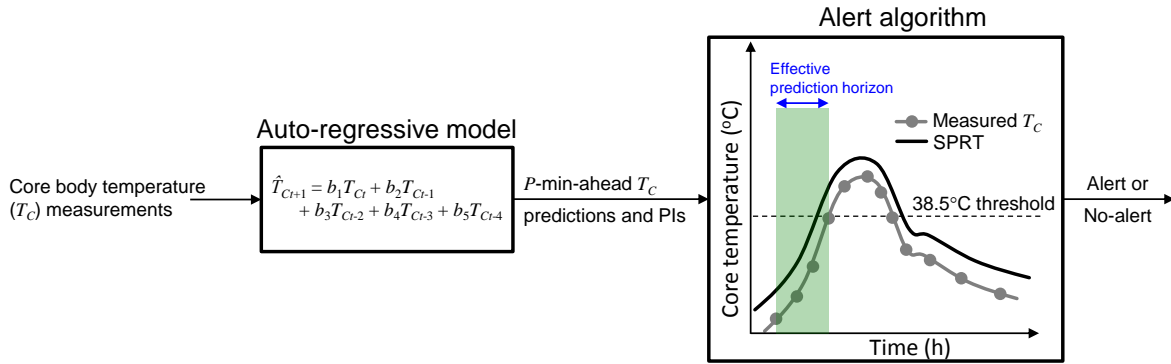 Alert algorithm
Auto-regressive model
Core body temperature
(T_C) measurements
T̂_Ct+1 = b_1T_Ct + b_2T_Ct-1
+ b_3T_Ct-2 + b_4T_Ct-3 + b_5T_Ct-4
P-min-ahead T_C
predictions and PIs
Core temperature (°C)
Effective
prediction horizon
Measured T_C
SPRT
38.5°C threshold
Time (h)
Alert or
No-alert